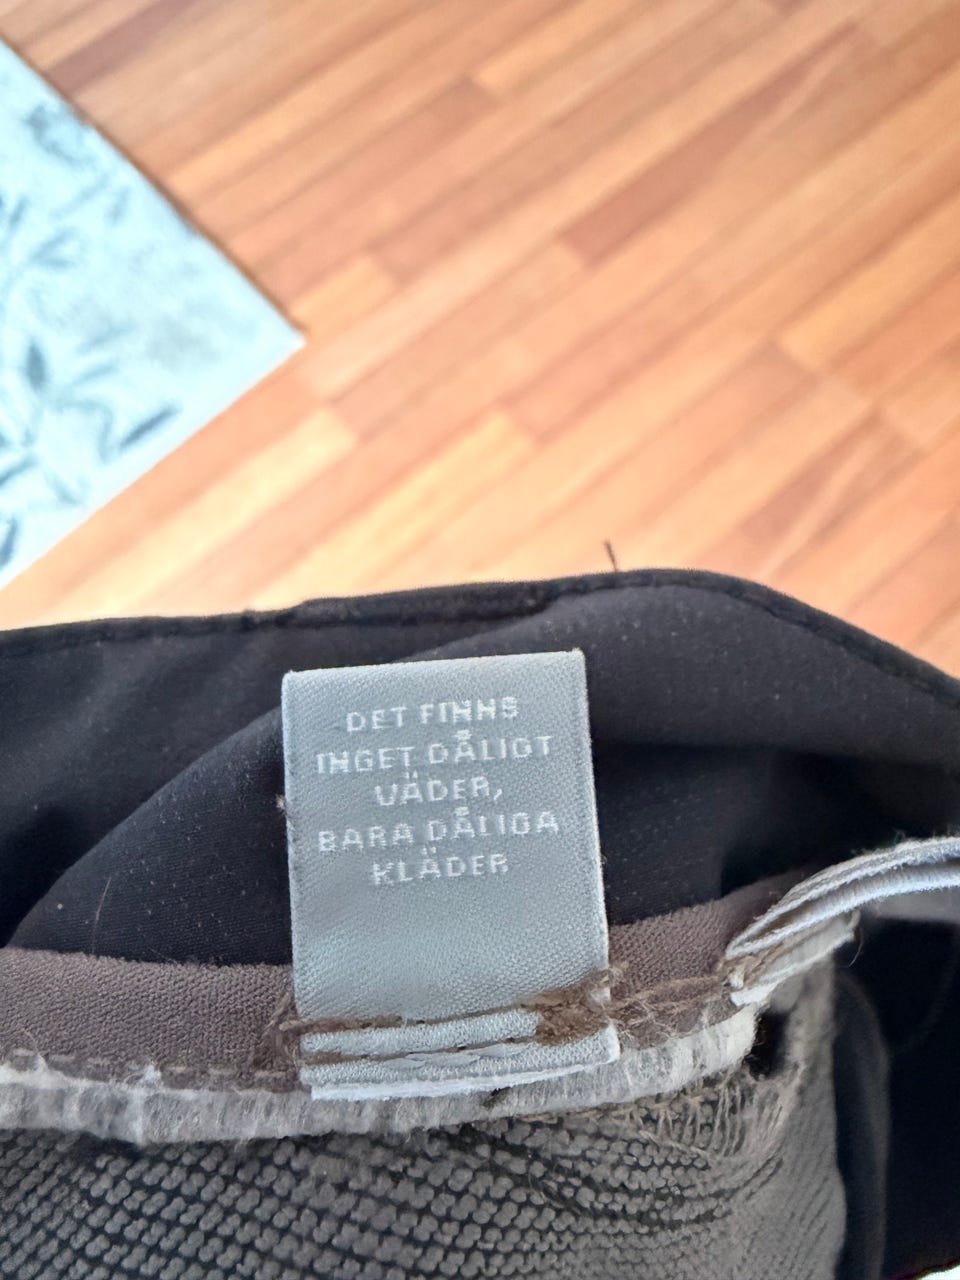 DET FINNS
INGET DÅLIGT
VÄDER,
BARA DÅLIGA
KLÄDER